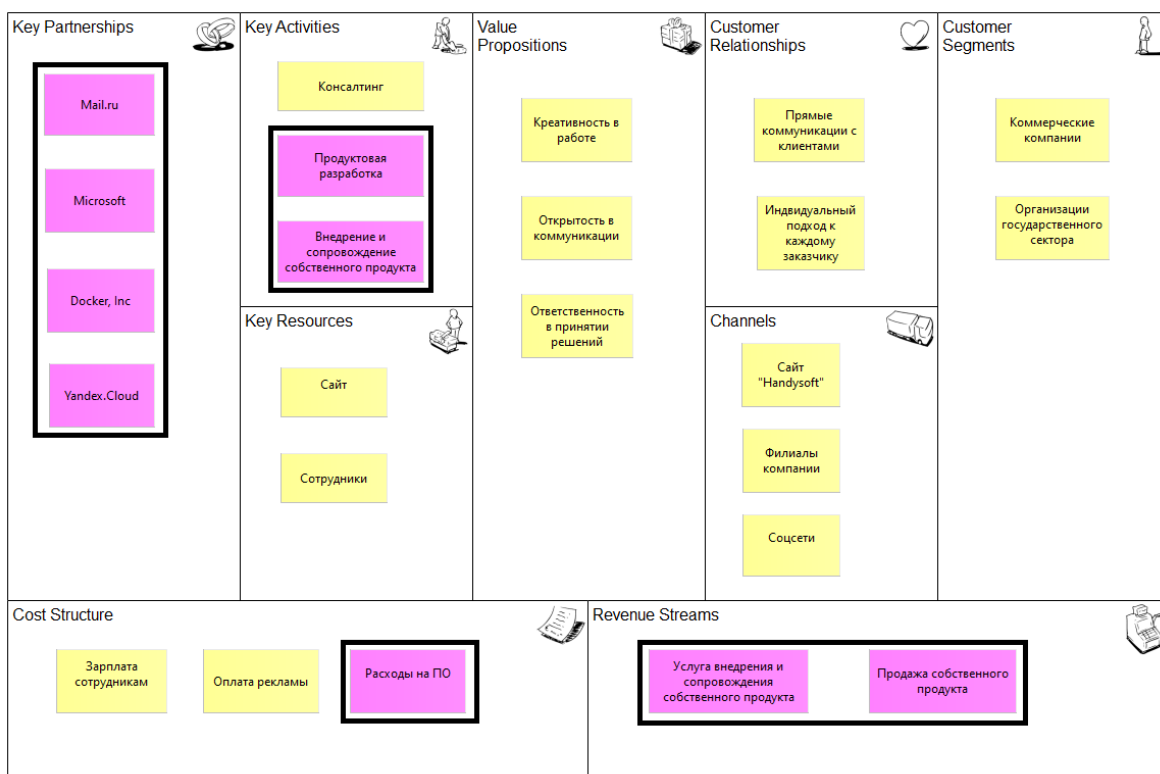 Key Partnerships
Mail.ru
Microsoft
Docker, Inc
Yandex.Cloud
Key Activities
Консалтинг
Продуктовая
разработка
Внедрение и
сопровождение
собственного продукта
Key Resources
Сайт
Сотрудники
Value
Propositions
Креативность в
работе
Открытость в
коммуникации
Ответственность
в принятии
решений
Customer
Relationships
Прямые
коммуникации с
клиентами
Индвидуальный
подход к
каждому
заказчику
Channels
Сайт
"Handysoft"
Филиалы
компании
Соцсети
Customer
Segments
Коммерческие
компании
Организации
государственного
сектора
Cost Structure
Зарплата
сотрудникам
Оплата рекламы
Расходы на ПО
Revenue Streams
Услуга внедрения и
сопровождения
собственного продукта
Продажа собственного
продукта